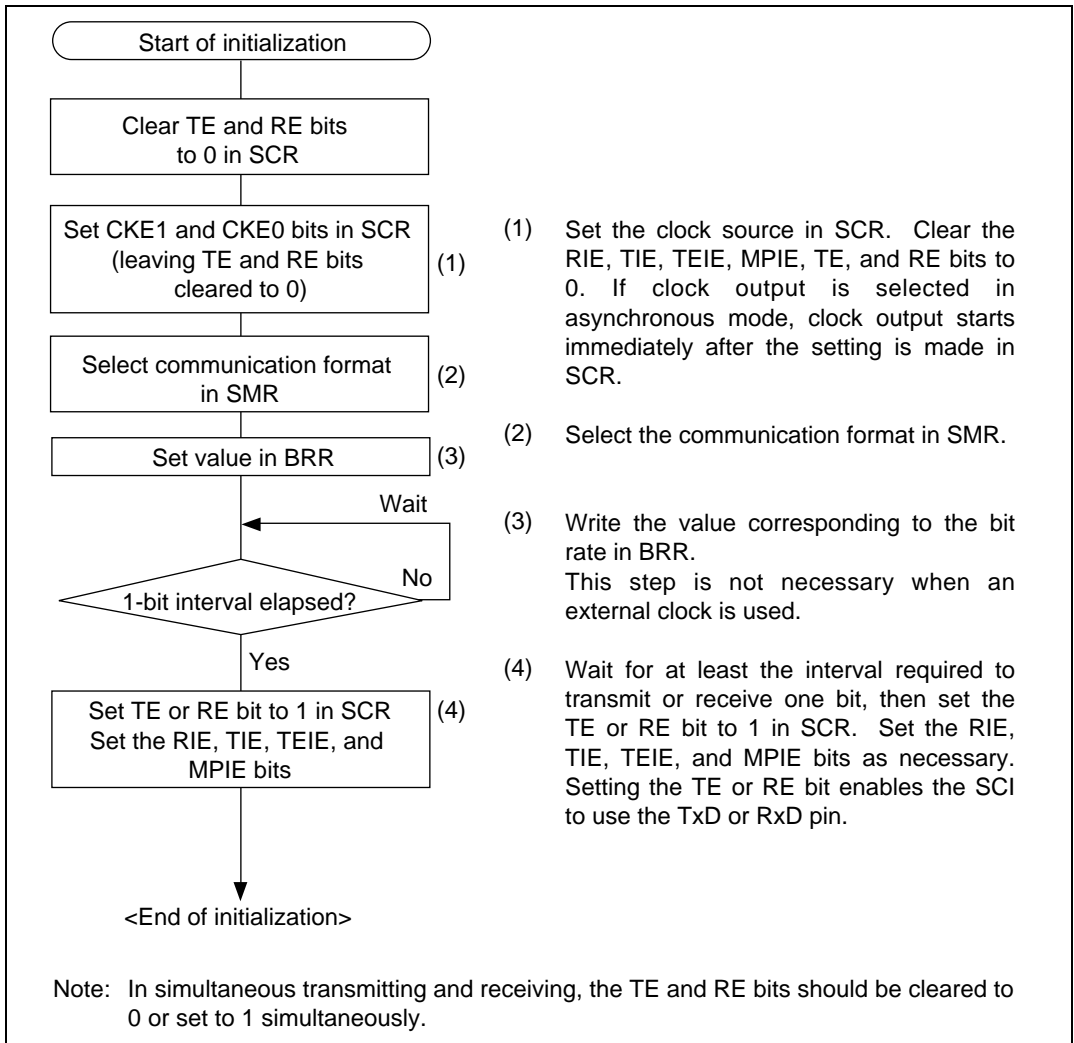 Start of initialization
Clear TE and RE bits
to 0 in SCR
Set CKE1 and CKE0 bits in SCR
(leaving TE and RE bits
cleared to 0)
(1)
Select communication format
in SMR
(2)
Set value in BRR
(3)
Wait
No
1-bit interval elapsed?
Yes
Set TE or RE bit to 1 in SCR
Set the RIE, TIE, TEIE, and
MPIE bits
(4)
<End of initialization>
(1) Set the clock source in SCR. Clear the
RIE, TIE, TEIE, MPIE, TE, and RE bits to
0. If clock output is selected in
asynchronous mode, clock output starts
immediately after the setting is made in
SCR.
(2) Select the communication format in SMR.
(3) Write the value corresponding to the bit
rate in BRR.
This step is not necessary when an
external clock is used.
(4) Wait for at least the interval required to
transmit or receive one bit, then set the
TE or RE bit to 1 in SCR. Set the RIE,
TIE, TEIE, and MPIE bits as necessary.
Setting the TE or RE bit enables the SCI
to use the TxD or RxD pin.
Note: In simultaneous transmitting and receiving, the TE and RE bits should be cleared to
0 or set to 1 simultaneously.